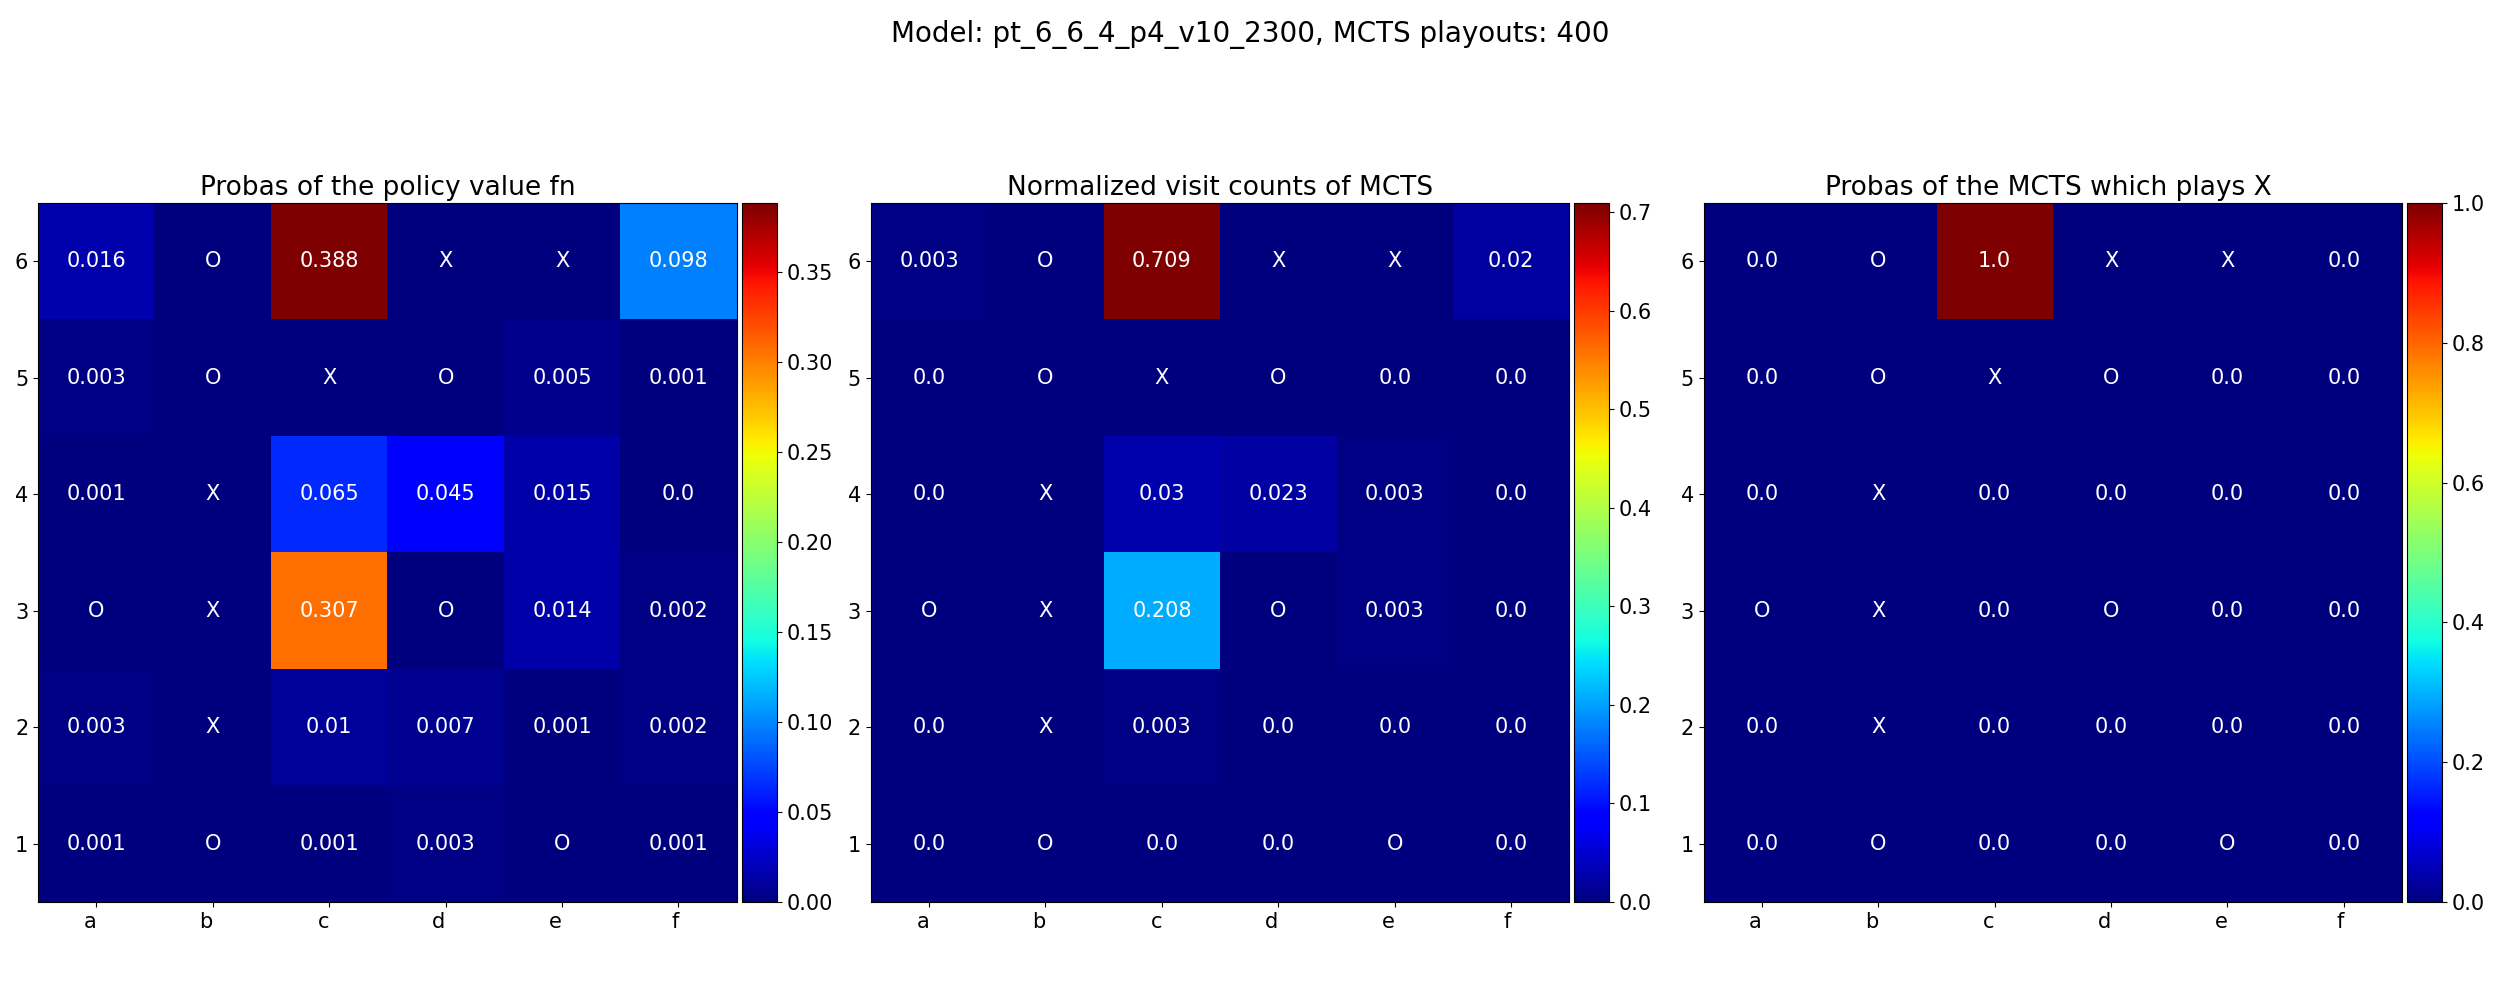 Model: pt_6_6_4_p4_v10_2300, MCTS playouts: 400
Probas of the policy value fn
6 0.016 O 0.388 X X 0.098
5 0.003 O X O 0.005 0.001
4 0.001 X 0.065 0.045 0.015 0.0
3 O X 0.307 O 0.014 0.002
2 0.003 X 0.01 0.007 0.001 0.002
1 0.001 O 0.001 0.003 O 0.001
a b c d e f
0.35
0.30
0.25
0.20
0.15
0.10
0.05
0.00
Normalized visit counts of MCTS
6 0.003 O 0.709 X X 0.02
5 0.0 O X O 0.0 0.0
4 0.0 X 0.03 0.023 0.003 0.0
3 O X 0.208 O 0.003 0.0
2 0.0 X 0.003 0.0 0.0 0.0
1 0.0 O 0.0 0.0 O 0.0
a b c d e f
0.7
0.6
0.5
0.4
0.3
0.2
0.1
0.0
Probas of the MCTS which plays X
6 0.0 O 1.0 X X 0.0
5 0.0 O X O 0.0 0.0
4 0.0 X 0.0 0.0 0.0 0.0
3 O X 0.0 O 0.0 0.0
2 0.0 X 0.0 0.0 0.0 0.0
1 0.0 O 0.0 0.0 O 0.0
a b c d e f
1.0
0.8
0.6
0.4
0.2
0.0